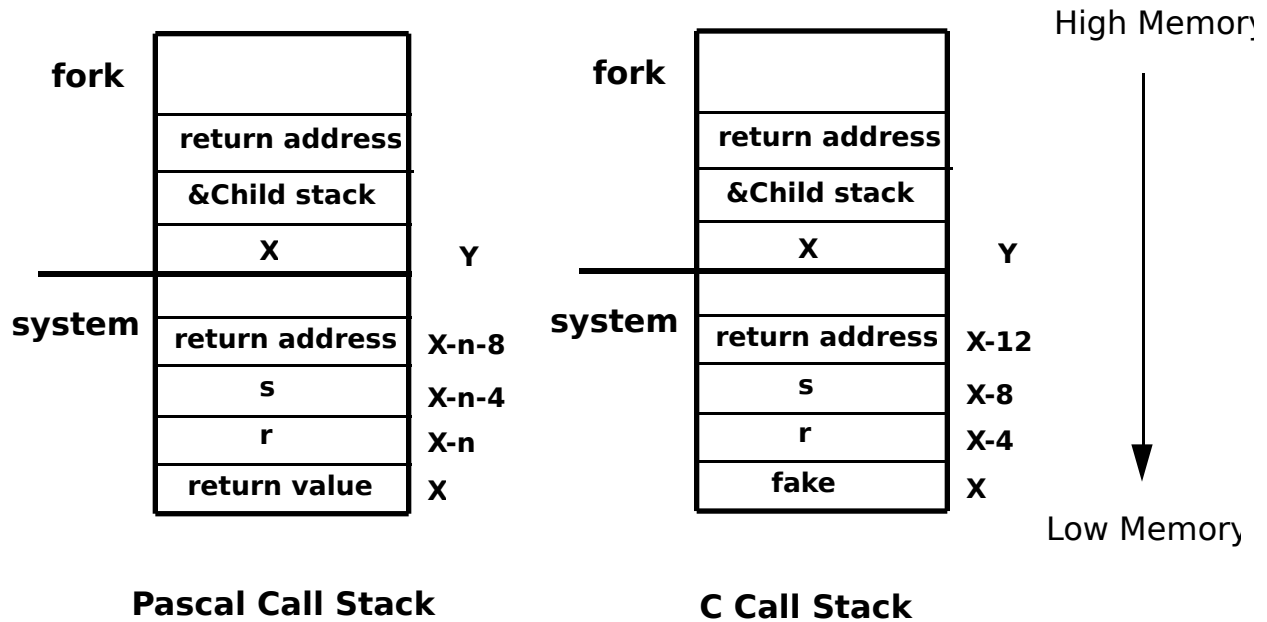 High Memory
fork
return address
&Child stack
X
Y
system
return address
X-n-8
s
X-n-4
r
X-n
return value
X
Pascal Call Stack
fork
return address
&Child stack
X
Y
system
return address
X-12
s
X-8
r
X-4
fake
X
C Call Stack
Low Memory